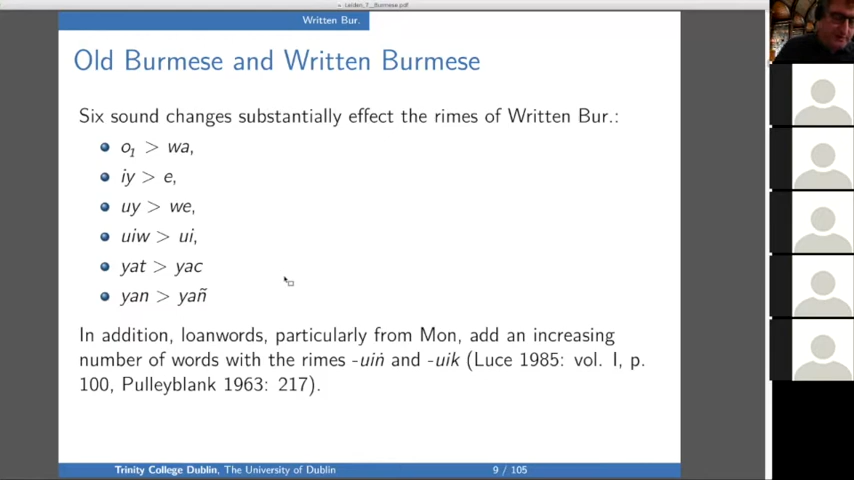 Leiden_7__Burmese.pdf
Written Bur.
Old Burmese and Written Burmese
Six sound changes substantially effect the rimes of Written Bur.:
o₁ > wa,
iy > e,
uy > we,
uiw > ui,
yat > yac
yan > yañ
In addition, loanwords, particularly from Mon, add an increasing
number of words with the rimes -uiṅ and -uik (Luce 1985: vol. I, p.
100, Pulleyblank 1963: 217).
Trinity College Dublin, The University of Dublin
9 / 105